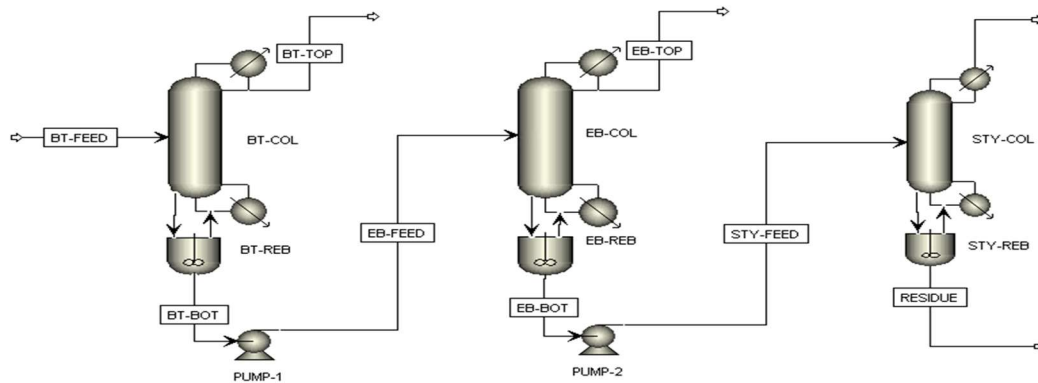 BT-TOP
EB-TOP
BT-FEED
BT-COL
EB-COL
STY-COL
BT-REB
EB-FEED
EB-REB
STY-FEED
STY-REB
BT-BOT
EB-BOT
RESIDUE
PUMP-1
PUMP-2